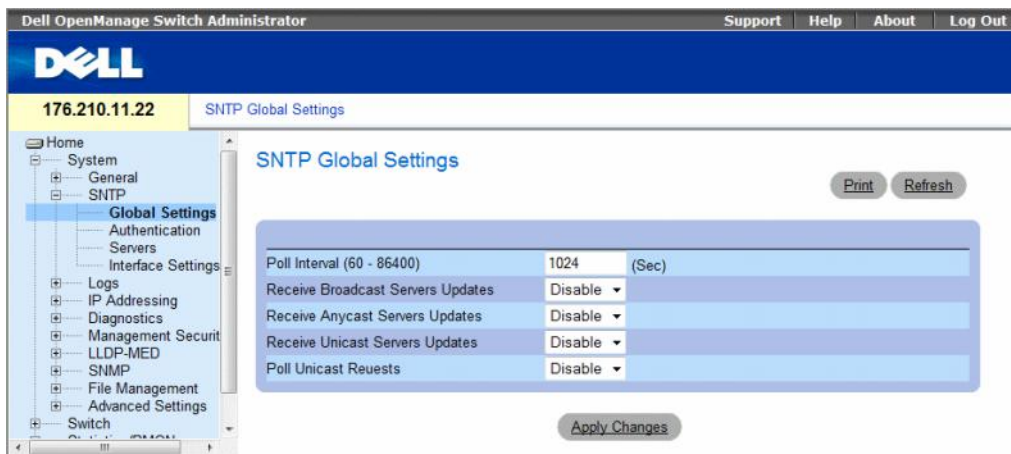 Dell OpenManage Switch Administrator
Support Help About Log Out
DELL
176.210.11.22
SNTP Global Settings
Home
System
General
SNTP
Global Settings
Authentication
Servers
Interface Settings
Logs
IP Addressing
Diagnostics
Management Securit
LLDP-MED
SNMP
File Management
Advanced Settings
Switch
SNTP Global Settings
Print Refresh
Poll Interval (60 - 86400) 1024 (Sec)
Receive Broadcast Servers Updates Disable
Receive Anycast Servers Updates Disable
Receive Unicast Servers Updates Disable
Poll Unicast Reuests Disable
Apply Changes